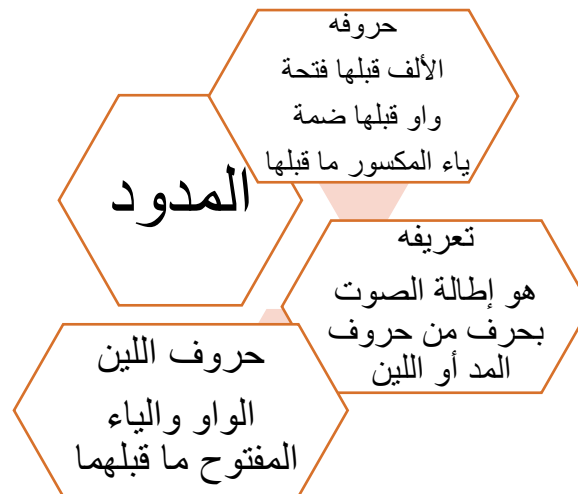 حروفه
الألف قبلها فتحة
واو قبلها ضمة
ياء المكسور ما قبلها
المدود
تعريفه
هو إطالة الصوت
بحرف من حروف
المد أو اللين
حروف اللين
الواو والياء
المفتوح ما قبلهما